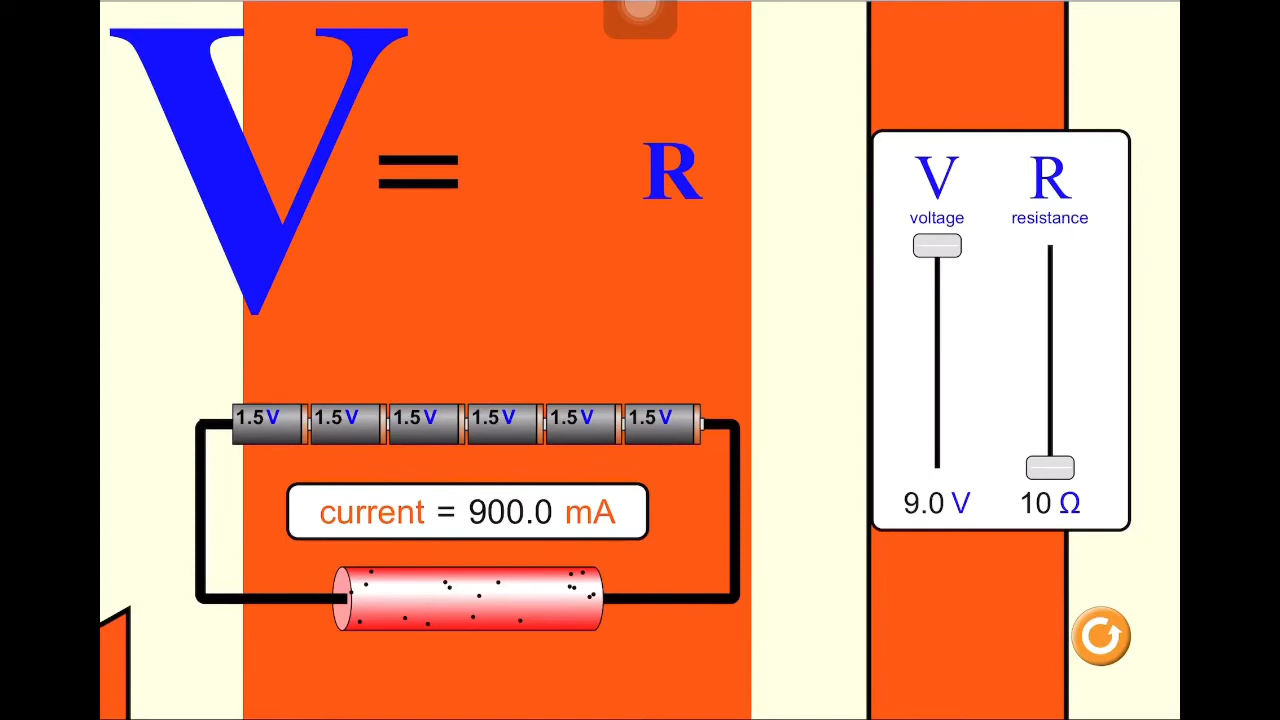 V = R
V R
voltage resistance
1.5 V 1.5 V 1.5 V 1.5 V 1.5 V 1.5 V
current = 900.0 mA
9.0 V 10 Ω